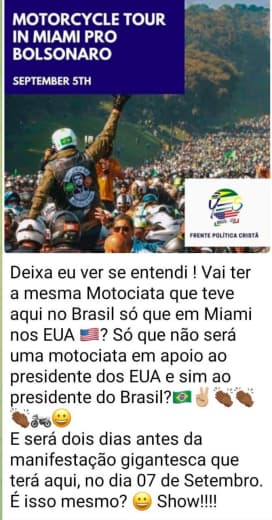 MOTORCYCLE TOUR
IN MIAMI PRO
BOLSONARO
SEPTEMBER 5TH
FRENTE POLÍTICA CRISTÃ
Deixa eu ver se entendi ! Vai ter
a mesma Motociata que teve
aqui no Brasil só que em Miami
nos EUA 🇺🇸? Só que não será
uma motociata em apoio ao
presidente dos EUA e sim ao
presidente do Brasil?🇧🇷✌🏼👏🏾👏🏾
👏🏾🏍😀
E será dois dias antes da
manifestação gigantesca que
terá aqui, no dia 07 de Setembro.
É isso mesmo? 😀 Show!!!!